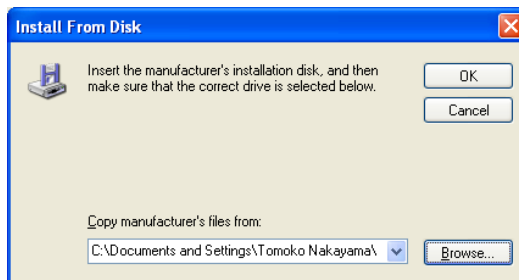 Install From Disk
Insert the manufacturer's installation disk, and then
make sure that the correct drive is selected below.
OK
Cancel
Copy manufacturer's files from:
C:\Documents and Settings\Tomoko Nakayama\
Browse...